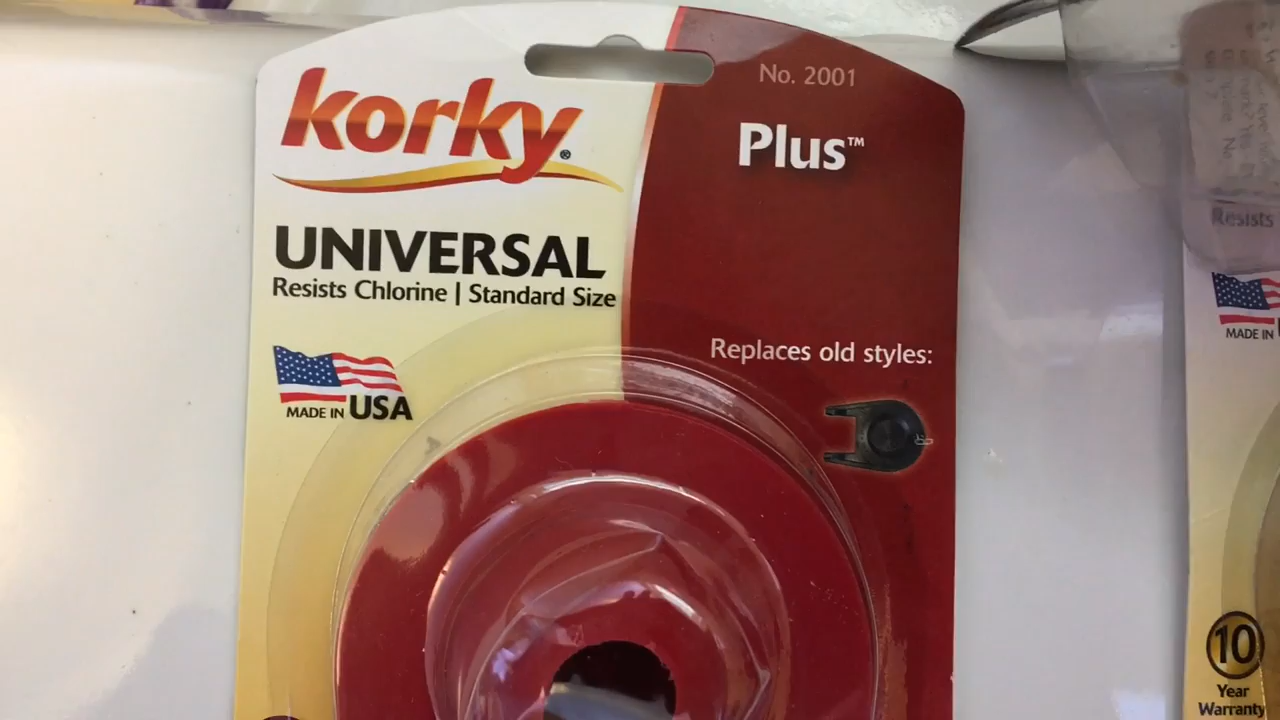 korky®
No. 2001
Plus™
UNIVERSAL
Resists Chlorine | Standard Size
MADE IN USA
Replaces old styles:
Resists
MADE IN
10
Year
Warranty